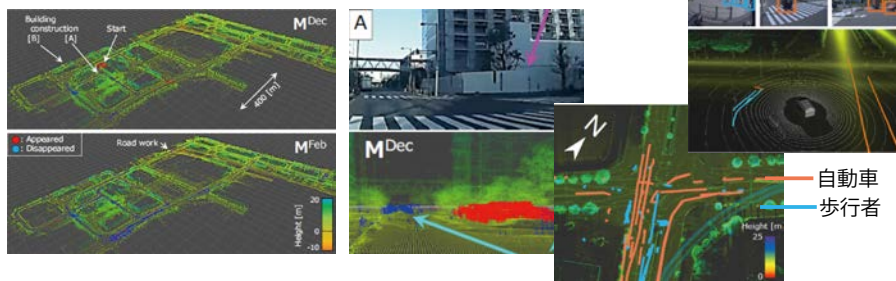 Building
construction
[B]
[A]
Start
M^Dec
400 [m]
: Appeared
: Disappeared
Road work
M^Feb
Height [m]
20
0
-10
A
M^Dec
N
Height [m
25
0
自動車
歩行者